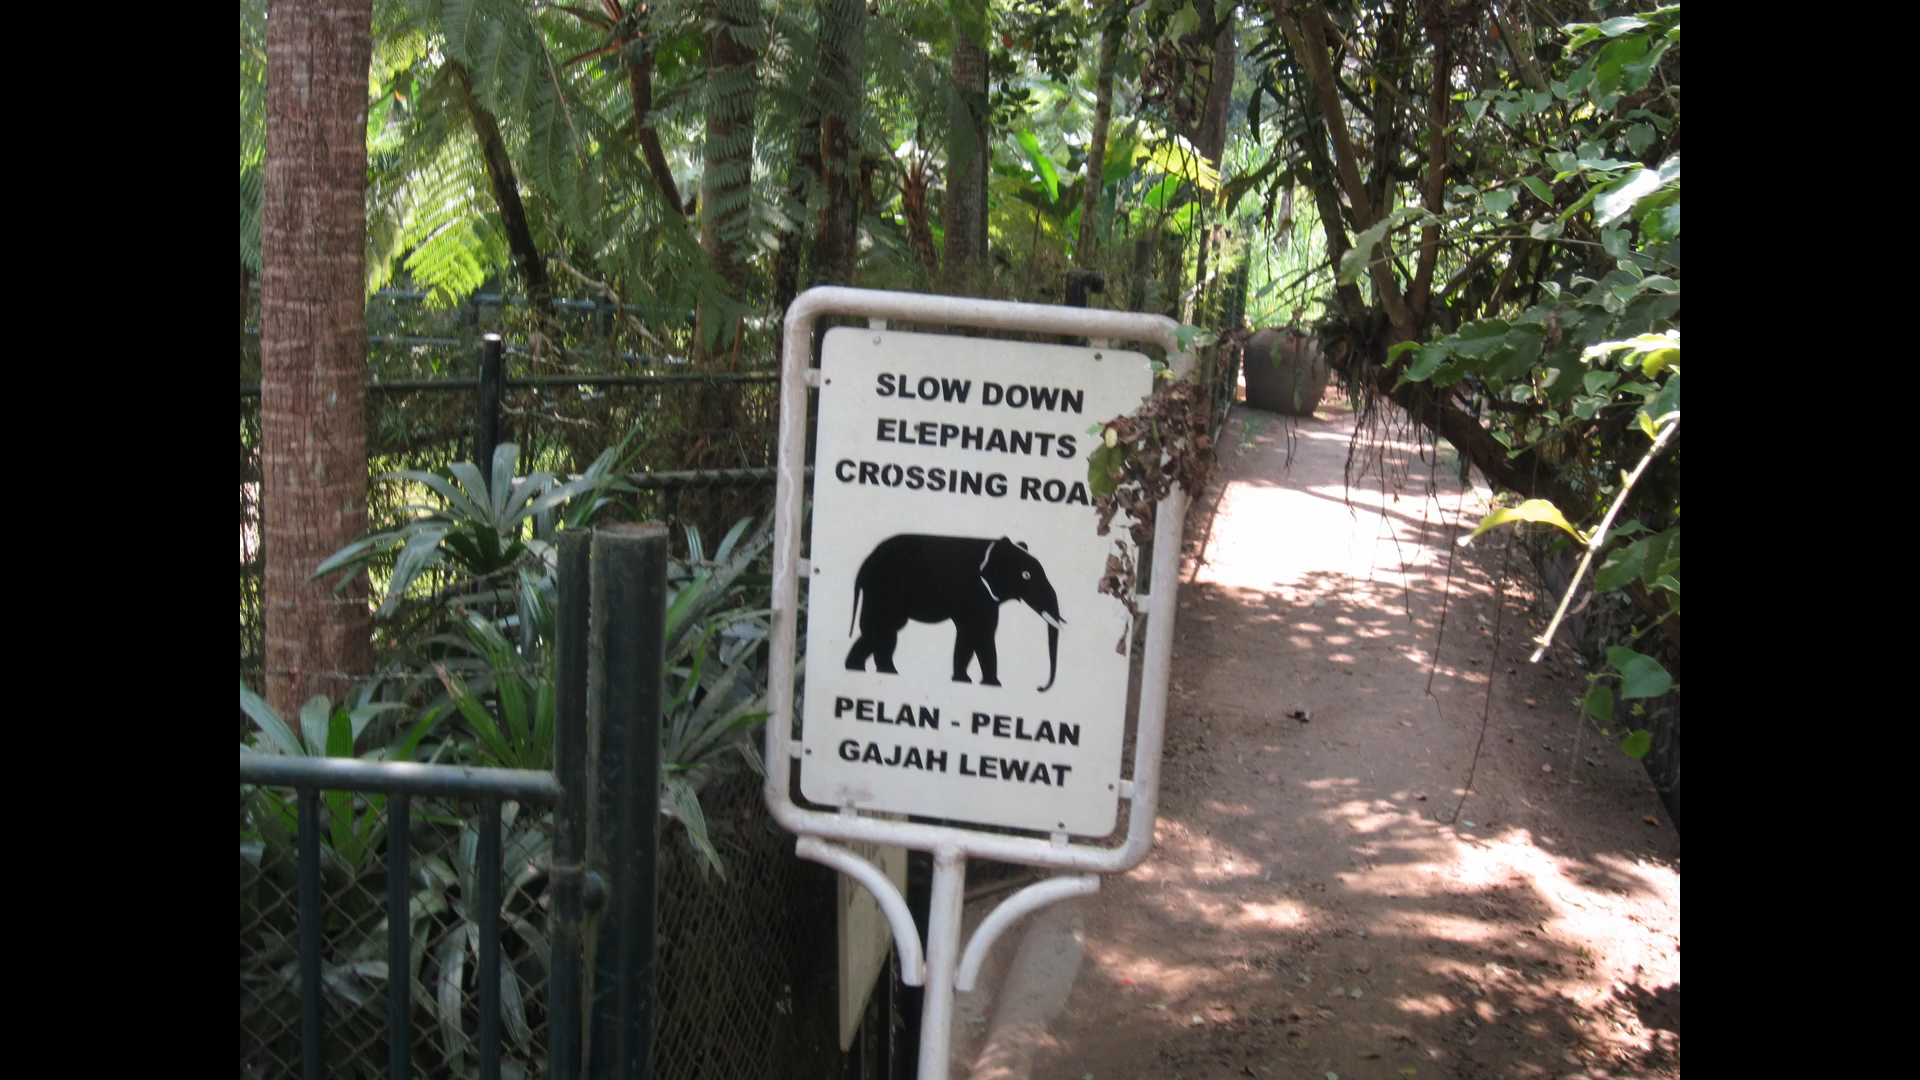 SLOW DOWN
ELEPHANTS
CROSSING ROA
PELAN - PELAN
GAJAH LEWAT